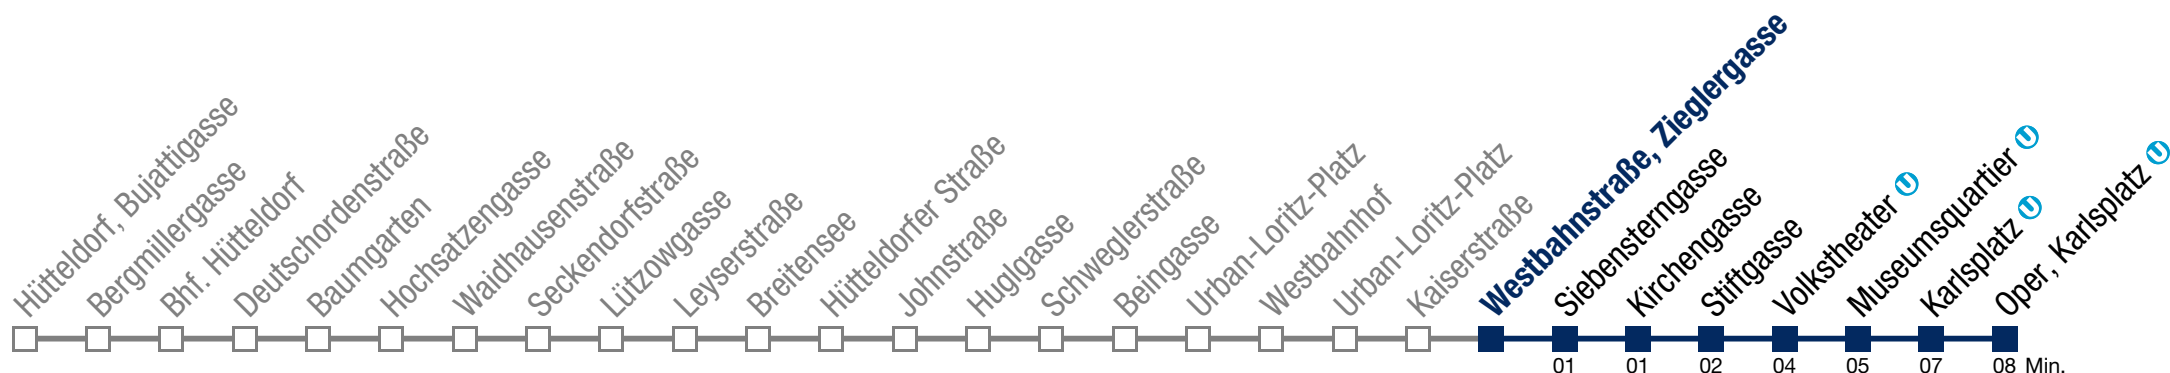 Hütteldorf, Bujattigasse
Bergmillergasse
Bhf. Hütteldorf
Deutschordenstraße
Baumgarten
Hochsatzengasse
Waidhausenstraße
Seckendorfstraße
Lützowgasse
Leyserstraße
Breitensee
Hütteldorfer Straße
Johnstraße
Huglgasse
Schweglerstraße
Beingasse
Urban-Loritz-Platz
Westbahnhof
Urban-Loritz-Platz
Kaiserstraße
Westbahnstraße, Zieglergasse
Siebensterngasse
Kirchengasse
Stiftgasse
Volkstheater U
Museumsquartier U
Karlsplatz U
Oper, Karlsplatz U
01 01 02 04 05 07 08 Min.